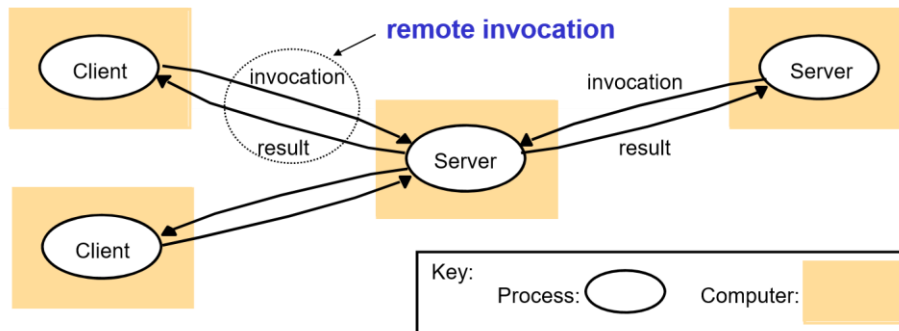 remote invocation
Client
invocation
invocation
Server
result
Server
result
Client
Key:
Process:
Computer: